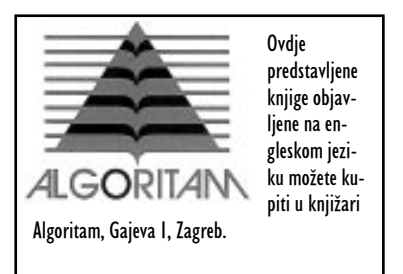 ALGORITAM
Ovdje
predstavljene
knjige objav-
ljene na en-
gleskom jezi-
ku možete ku-
piti u knjižari
Algoritam, Gajeva 1, Zagreb.